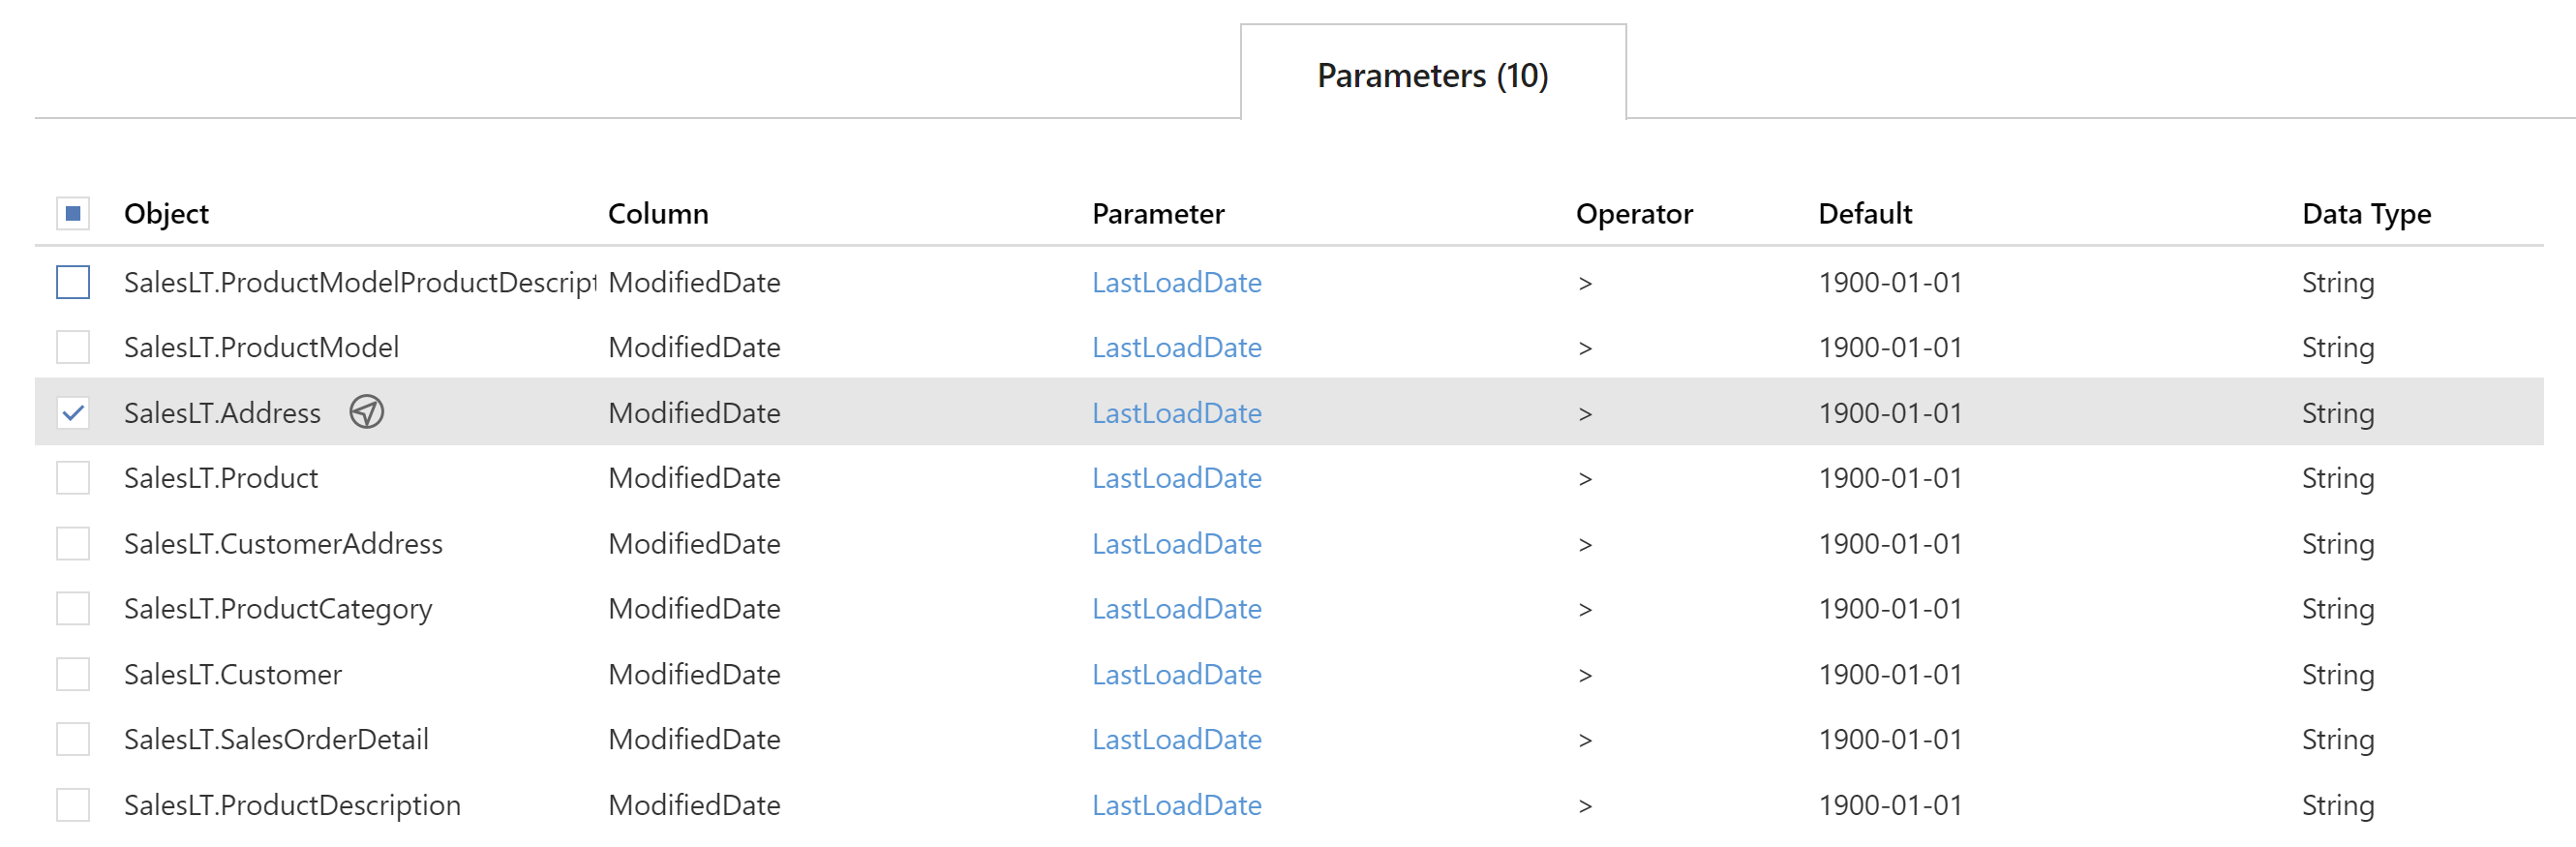 Parameters (10)
Object Column Parameter Operator Default Data Type
SalesLT.ProductModelProductDescript ModifiedDate LastLoadDate > 1900-01-01 String
SalesLT.ProductModel ModifiedDate LastLoadDate > 1900-01-01 String
SalesLT.Address ModifiedDate LastLoadDate > 1900-01-01 String
SalesLT.Product ModifiedDate LastLoadDate > 1900-01-01 String
SalesLT.CustomerAddress ModifiedDate LastLoadDate > 1900-01-01 String
SalesLT.ProductCategory ModifiedDate LastLoadDate > 1900-01-01 String
SalesLT.Customer ModifiedDate LastLoadDate > 1900-01-01 String
SalesLT.SalesOrderDetail ModifiedDate LastLoadDate > 1900-01-01 String
SalesLT.ProductDescription ModifiedDate LastLoadDate > 1900-01-01 String